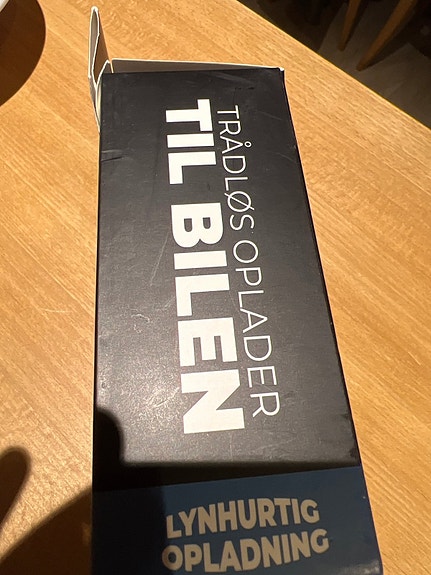 TRÅDLØS OPLADER
TIL BILEN
LYNHURTIG
OPLADNING